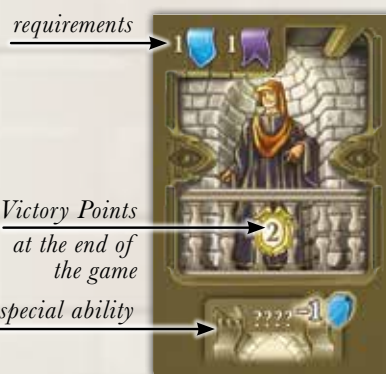 requirements
1 1
Victory Points
2
at the end of
the game
special ability
????-1